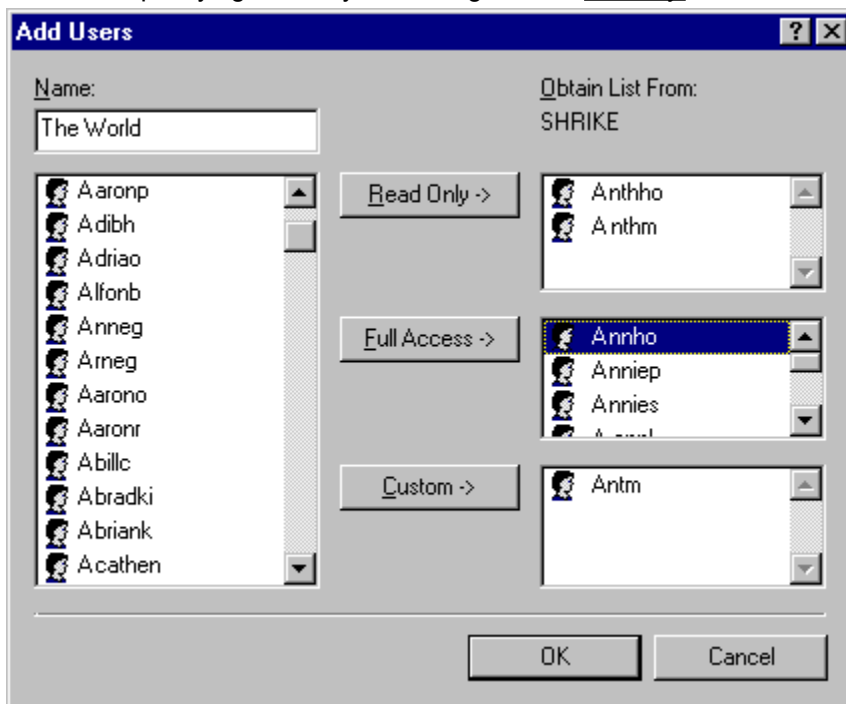 Add Users
Name:
The World
Obtain List From:
SHRIKE
Aaronp
Adibh
Adriao
Alfonb
Anneg
Arneg
Aarono
Aaronr
Abillc
Abradki
Abriank
Acathen
Read Only ->
Anthho
Anthm
Full Access ->
Annho
Anniep
Annies
Custom ->
Antm
OK
Cancel